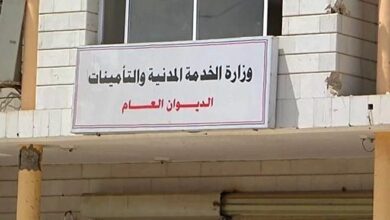 وزارة الخدمة المدنية والتأمينات
الديوان العام